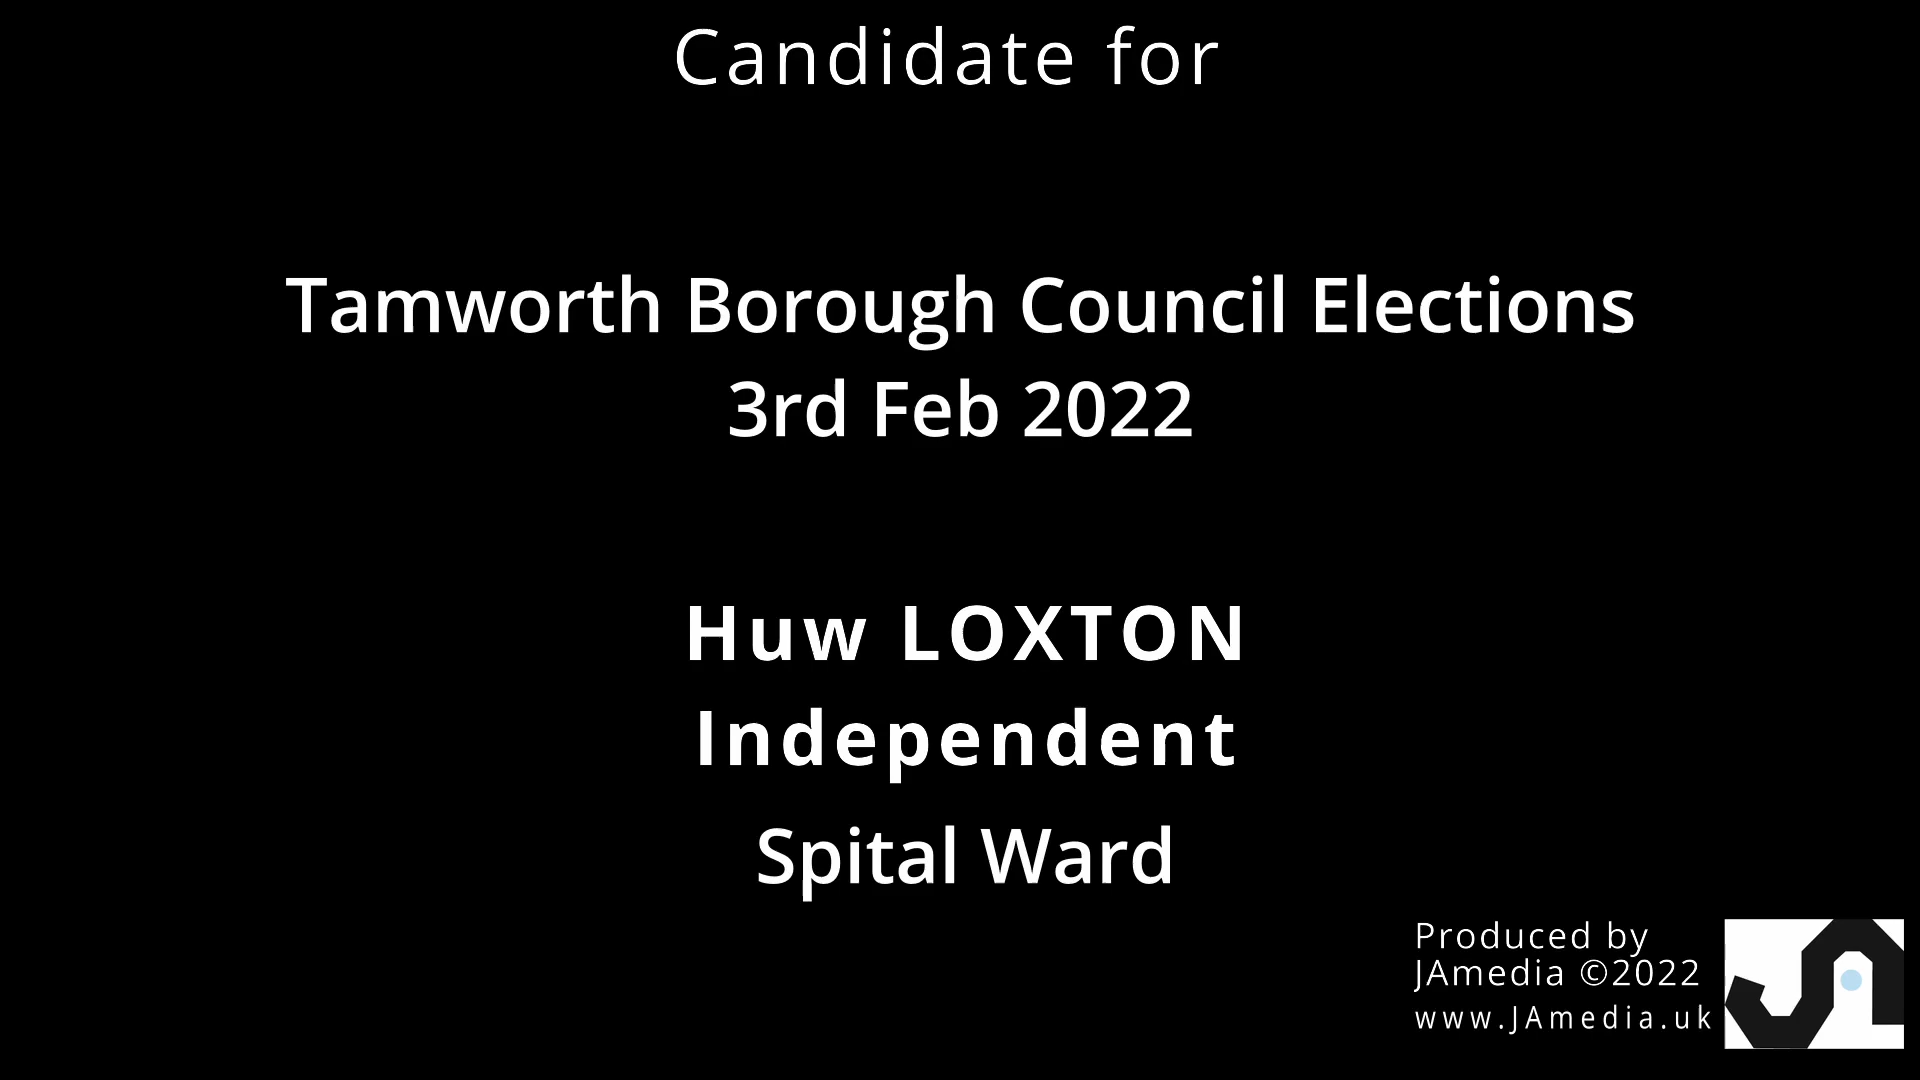 Candidate for
Tamworth Borough Council Elections
3rd Feb 2022
Huw LOXTON
Independent
Spital Ward
Produced by
JAmedia ©2022
www.JAmedia.uk